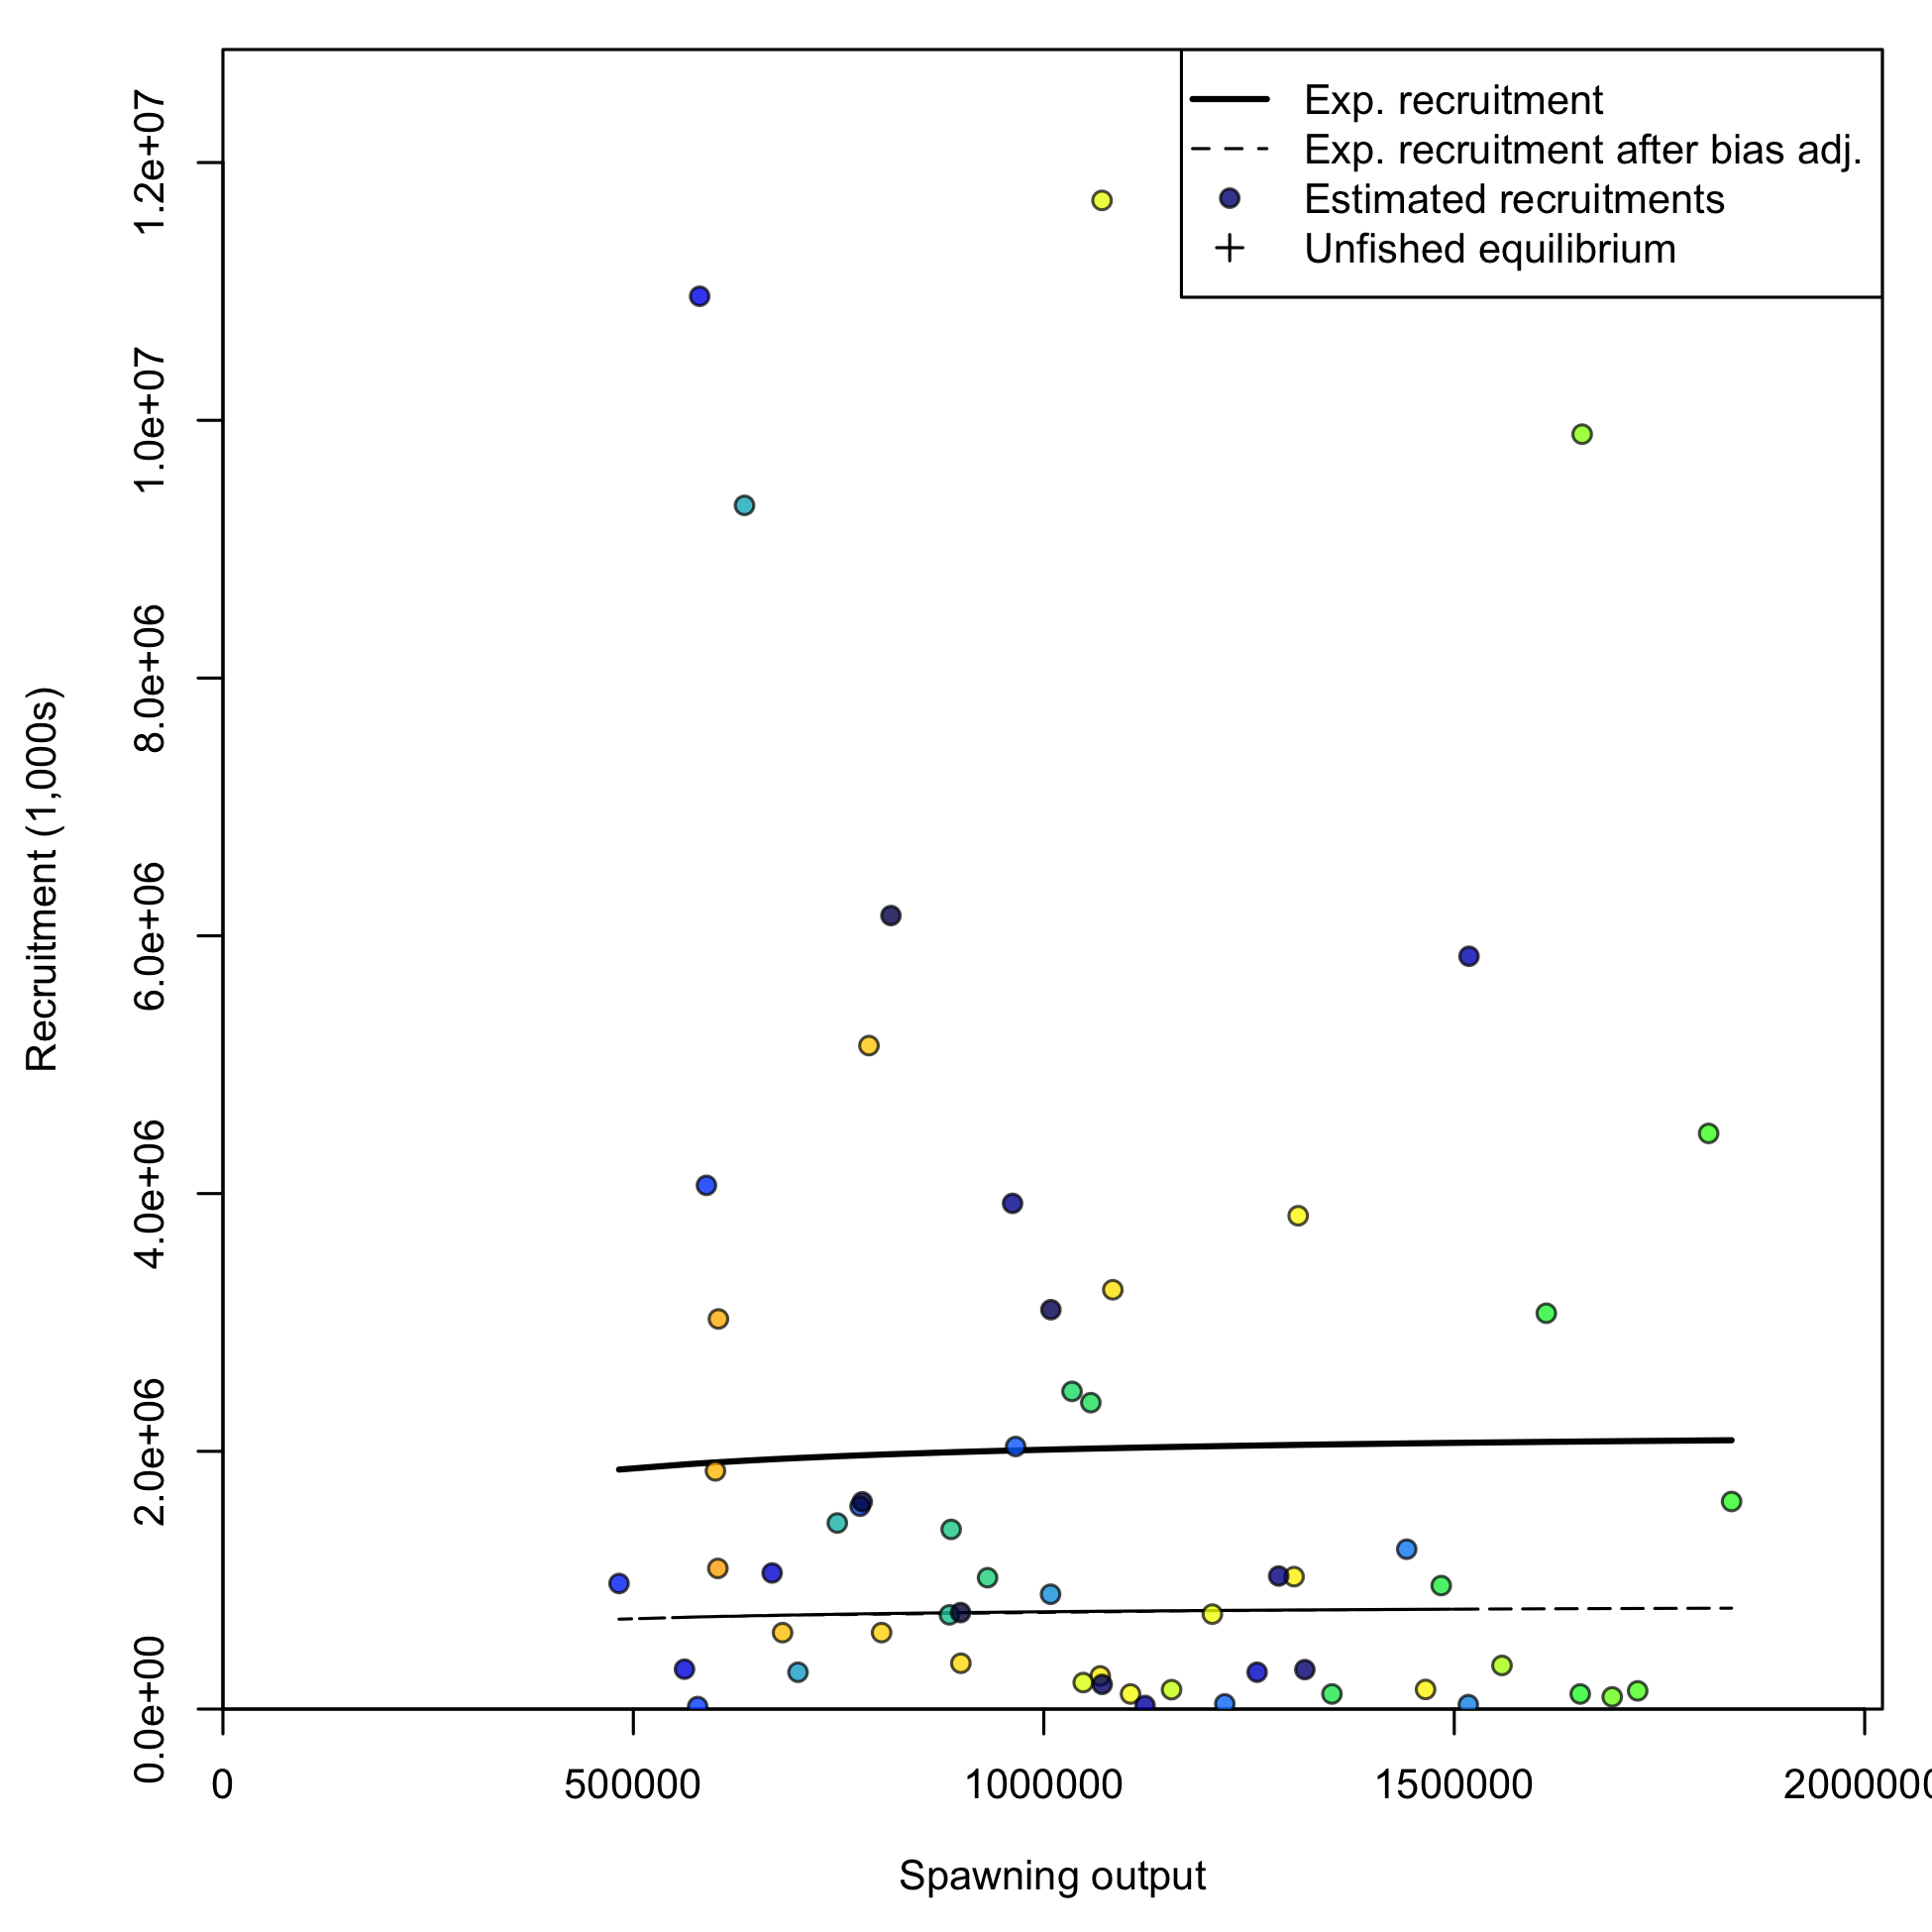 Exp. recruitment
Exp. recruitment after bias adj.
Estimated recruitments
Unfished equilibrium
1.2e+07
1.0e+07
8.0e+06
6.0e+06
4.0e+06
2.0e+06
0.0e+00
Recruitment (1,000s)
0 500000 1000000 1500000 2000000
Spawning output